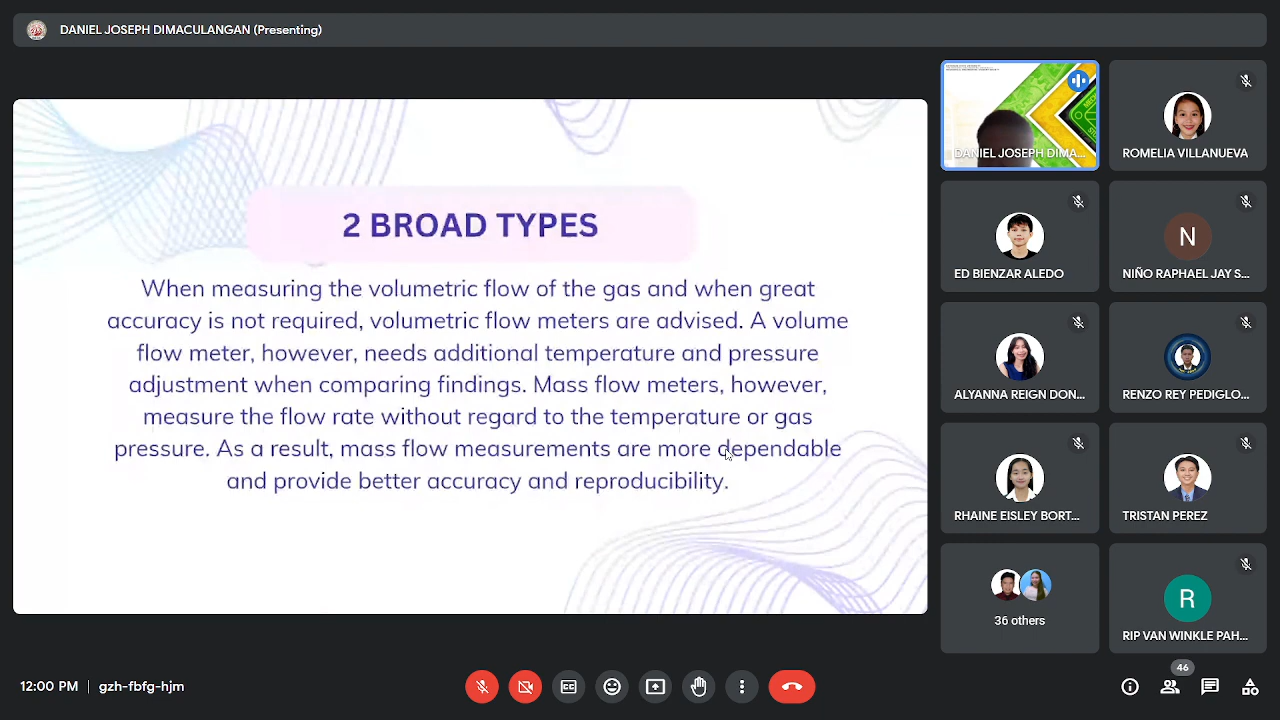 DANIEL JOSEPH DIMACULANGAN (Presenting)
2 BROAD TYPES
When measuring the volumetric flow of the gas and when great
accuracy is not required, volumetric flow meters are advised. A volume
flow meter, however, needs additional temperature and pressure
adjustment when comparing findings. Mass flow meters, however,
measure the flow rate without regard to the temperature or gas
pressure. As a result, mass flow measurements are more dependable
and provide better accuracy and reproducibility.
DANIEL JOSEPH DIMA...
ROMELIA VILLANUEVA
ED BIENZAR ALEDO
N
NIÑO RAPHAEL JAY S...
ALYANNA REIGN DON...
RENZO REY PEDIGLO...
RHAINE EISLEY BORT...
TRISTAN PEREZ
36 others
R
RIP VAN WINKLE PAH...
12:00 PM | gzh-fbfg-hjm
46